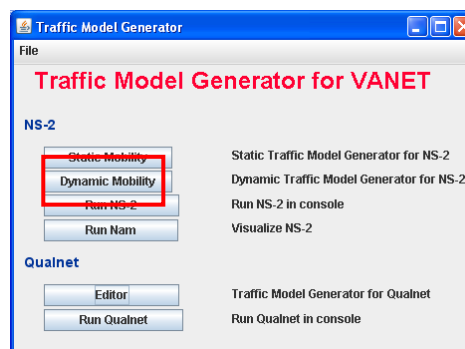 Traffic Model Generator
File
Traffic Model Generator for VANET
NS-2
Static Mobility Static Traffic Model Generator for NS-2
Dynamic Mobility Dynamic Traffic Model Generator for NS-2
Run NS-2 Run NS-2 in console
Run Nam Visualize NS-2
Qualnet
Editor Traffic Model Generator for Qualnet
Run Qualnet Run Qualnet in console